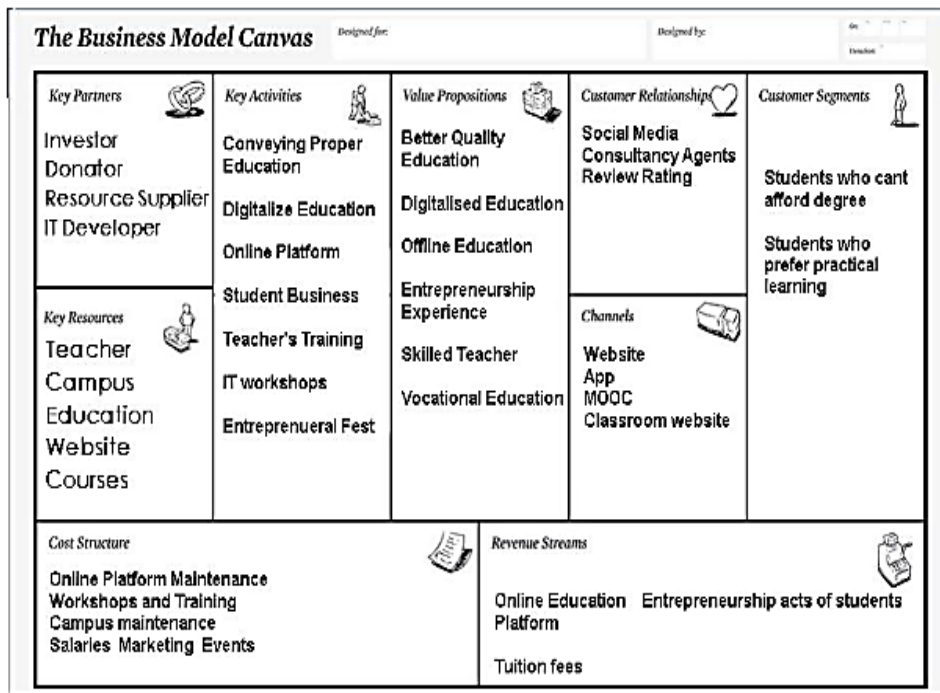 The Business Model Canvas
Designed for:
Designed by:
Key Partners
Investor
Donator
Resource Supplier
IT Developer
Key Activities
Conveying Proper
Education
Digitalize Education
Online Platform
Student Business
Teacher's Training
IT workshops
Entreprenueral Fest
Value Propositions
Better Quality
Education
Digitalised Education
Offline Education
Entrepreneurship
Experience
Skilled Teacher
Vocational Education
Customer Relationship
Social Media
Consultancy Agents
Review Rating
Customer Segments
Students who cant
afford degree
Students who
prefer practical
learning
Key Resources
Teacher
Campus
Education
Website
Courses
Channels
Website
App
MOOC
Classroom website
Cost Structure
Online Platform Maintenance
Workshops and Training
Campus maintenance
Salaries Marketing Events
Revenue Streams
Online Education Entrepreneurship acts of students
Platform
Tuition fees